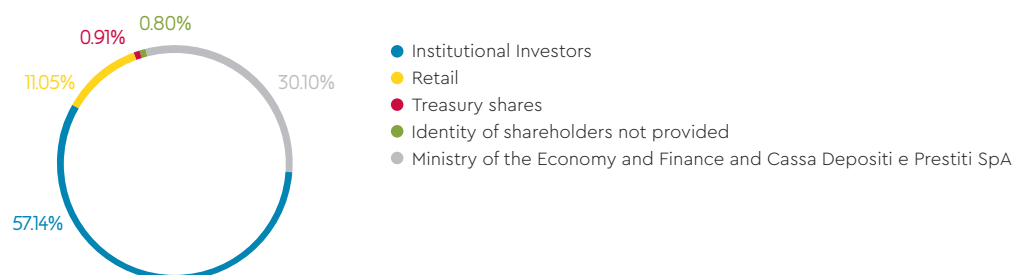 0.80%
0.91%
11.05%
30.10%
57.14%
Institutional Investors
Retail
Treasury shares
Identity of shareholders not provided
Ministry of the Economy and Finance and Cassa Depositi e Prestiti SpA